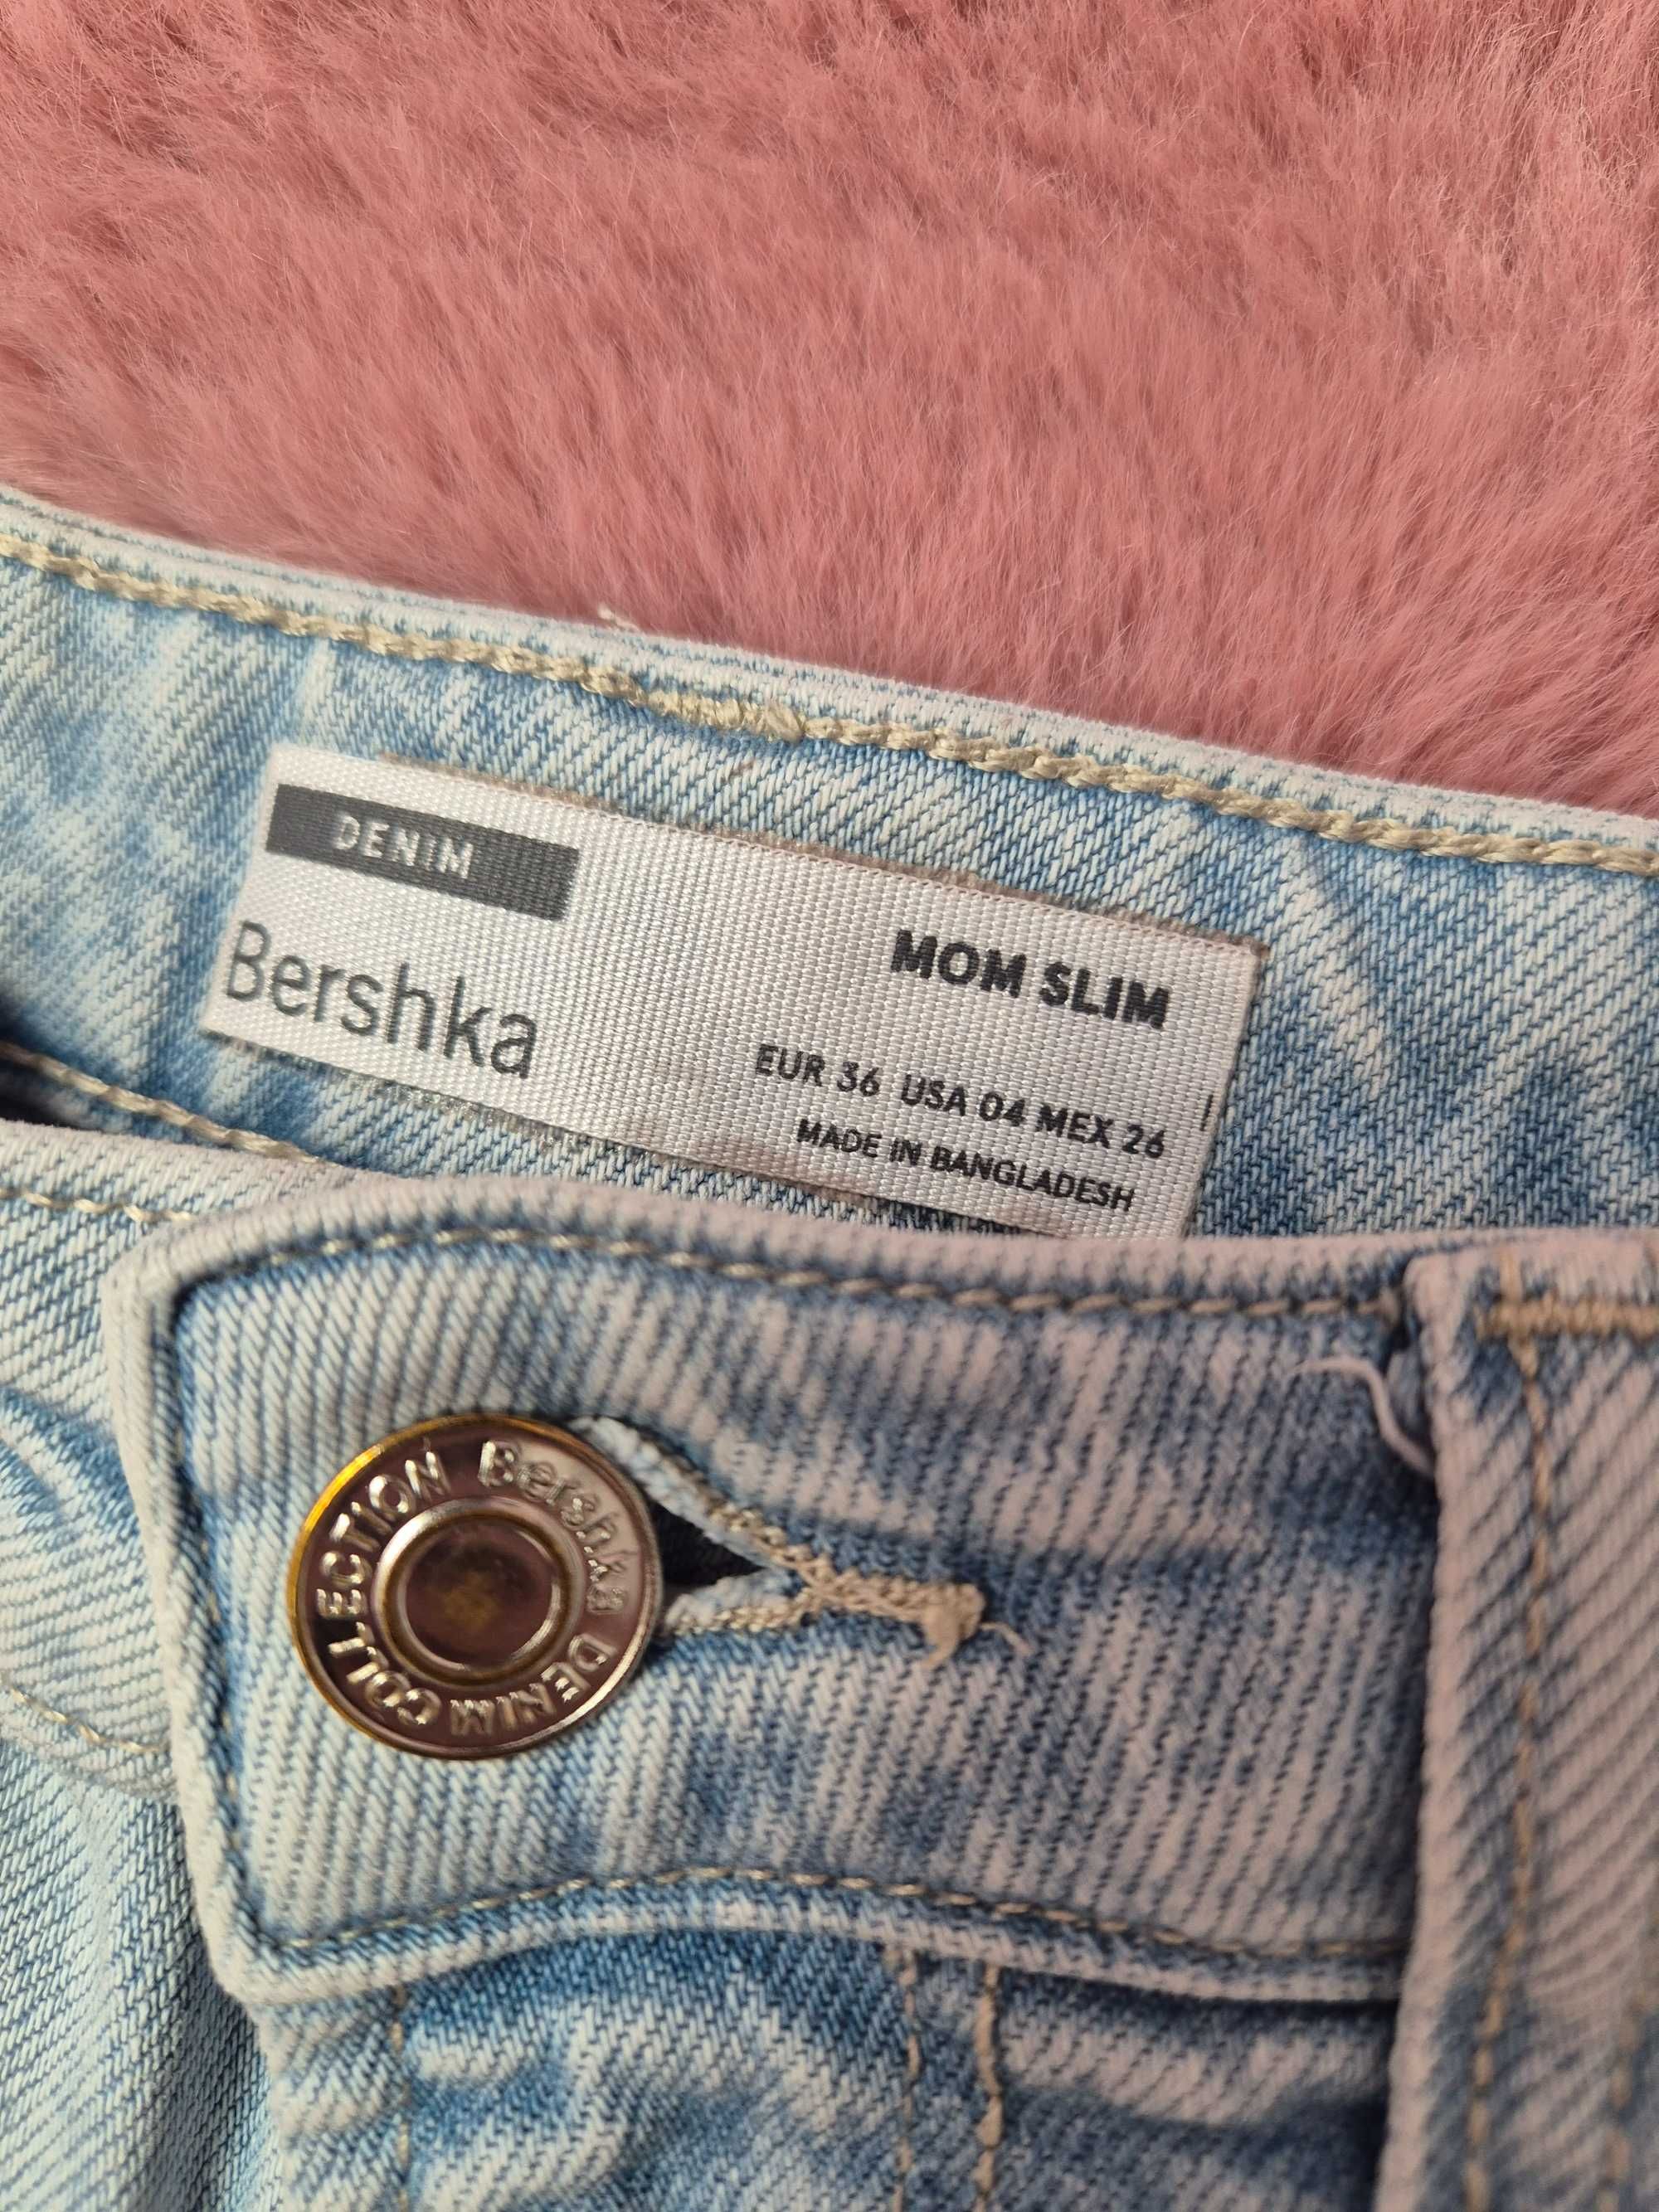 DENIM
Bershka
MOM SLIM
EUR 36 USA 04 MEX 26
MADE IN BANGLADESH
Bershka DENIM COLLECTION